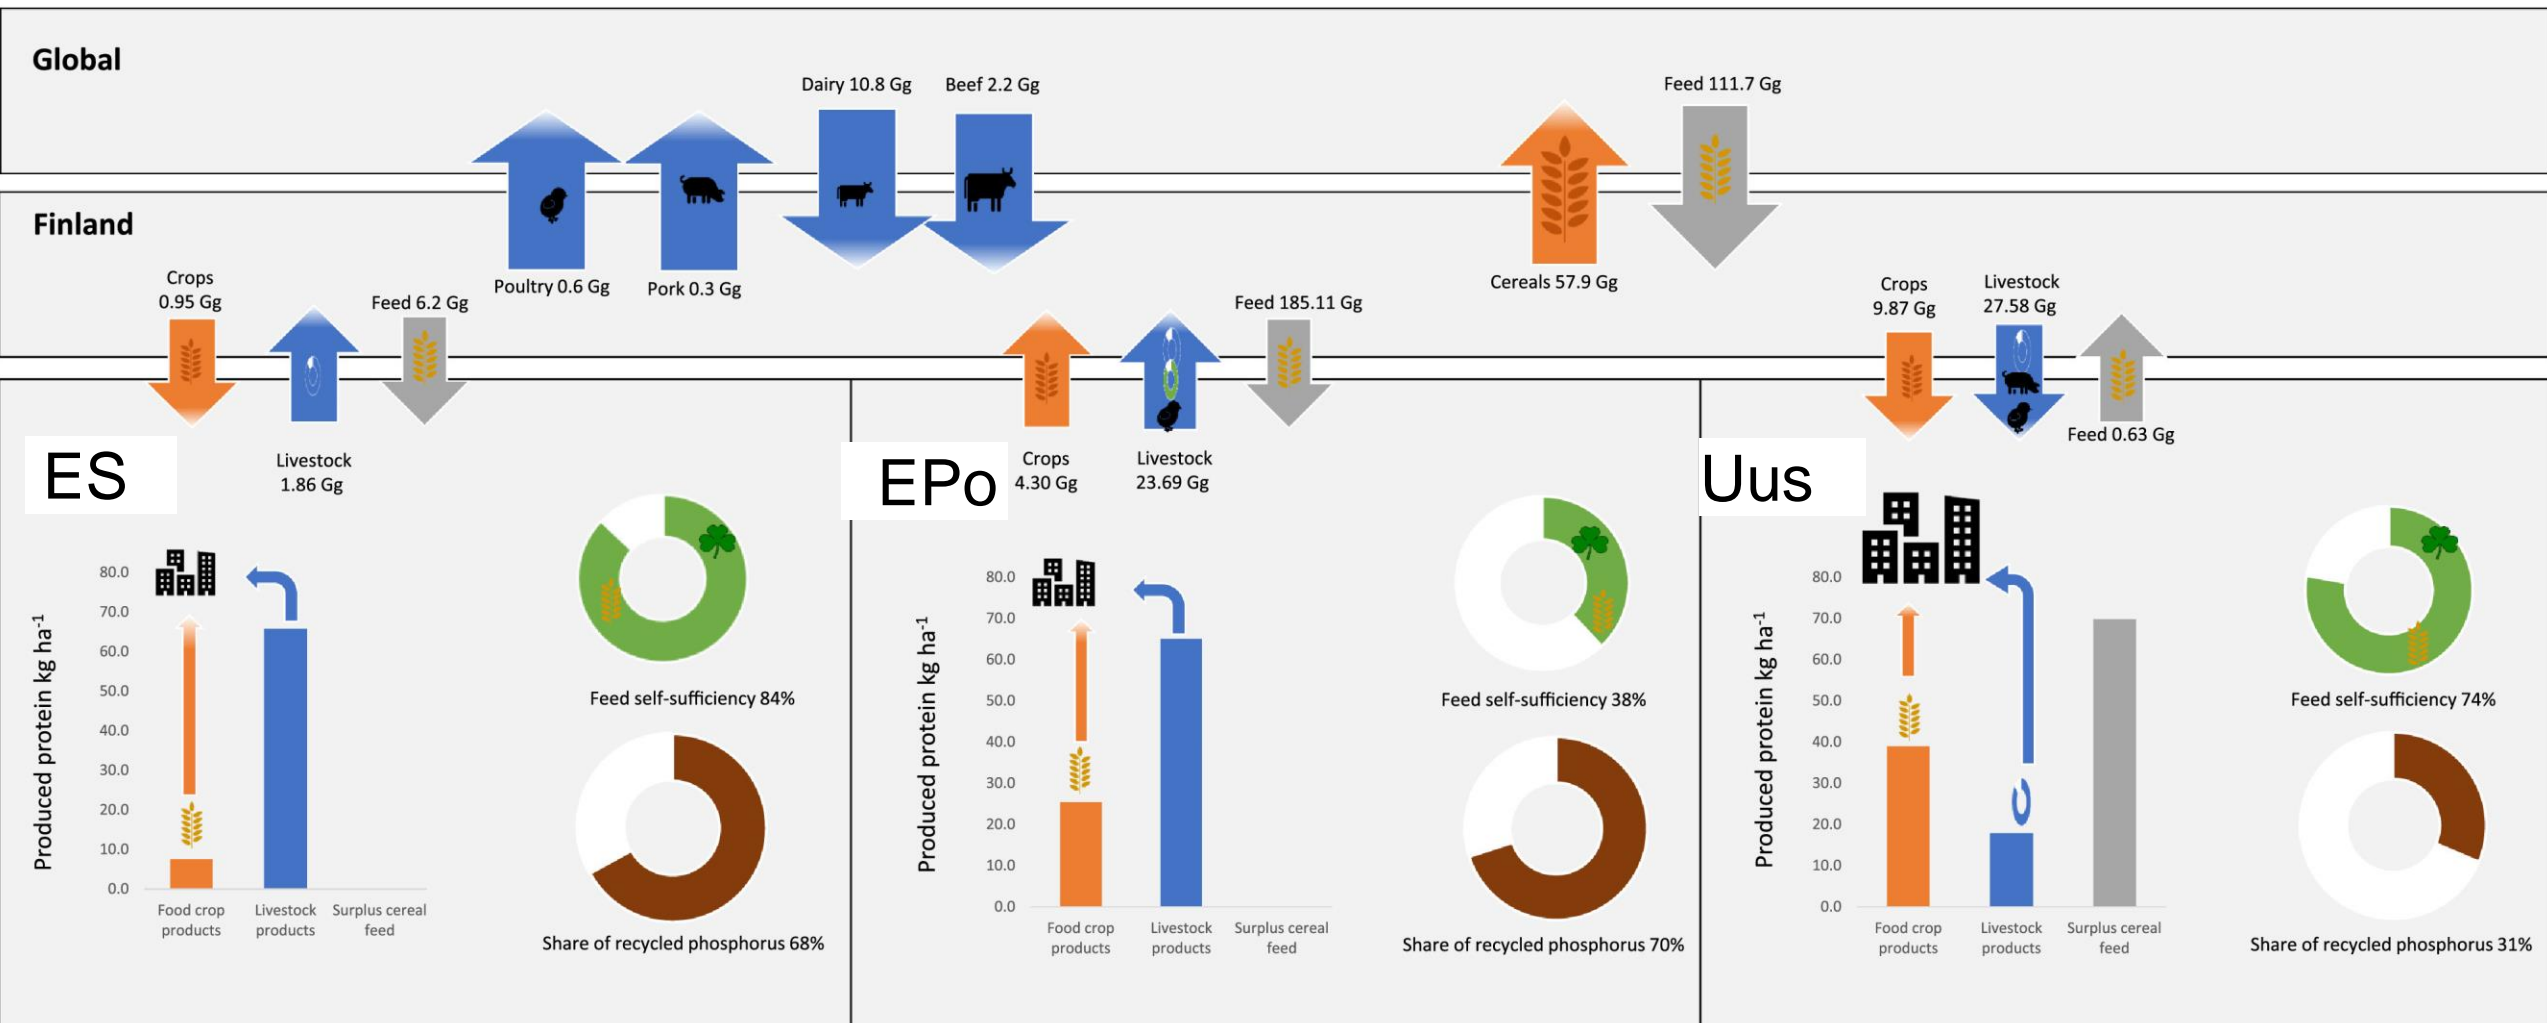 Global
Dairy 10.8 Gg
Beef 2.2 Gg
Feed 111.7 Gg
Finland
Poultry 0.6 Gg
Pork 0.3 Gg
Cereals 57.9 Gg
Crops
0.95 Gg
Feed 6.2 Gg
Livestock
1.86 Gg
Feed 185.11 Gg
Crops
4.30 Gg
Livestock
23.69 Gg
Crops
9.87 Gg
Livestock
27.58 Gg
Feed 0.63 Gg
ES
Produced protein kg ha-1
80.0
70.0
60.0
50.0
40.0
30.0
20.0
10.0
0.0
Food crop
products
Livestock
products
Surplus cereal
feed
Feed self-sufficiency 84%
Share of recycled phosphorus 68%
EPo
Produced protein kg ha-1
80.0
70.0
60.0
50.0
40.0
30.0
20.0
10.0
0.0
Food crop
products
Livestock
products
Surplus cereal
feed
Feed self-sufficiency 38%
Share of recycled phosphorus 70%
Uus
Produced protein kg ha-1
80.0
70.0
60.0
50.0
40.0
30.0
20.0
10.0
0.0
Food crop
products
Livestock
products
Surplus cereal
feed
Feed self-sufficiency 74%
Share of recycled phosphorus 31%